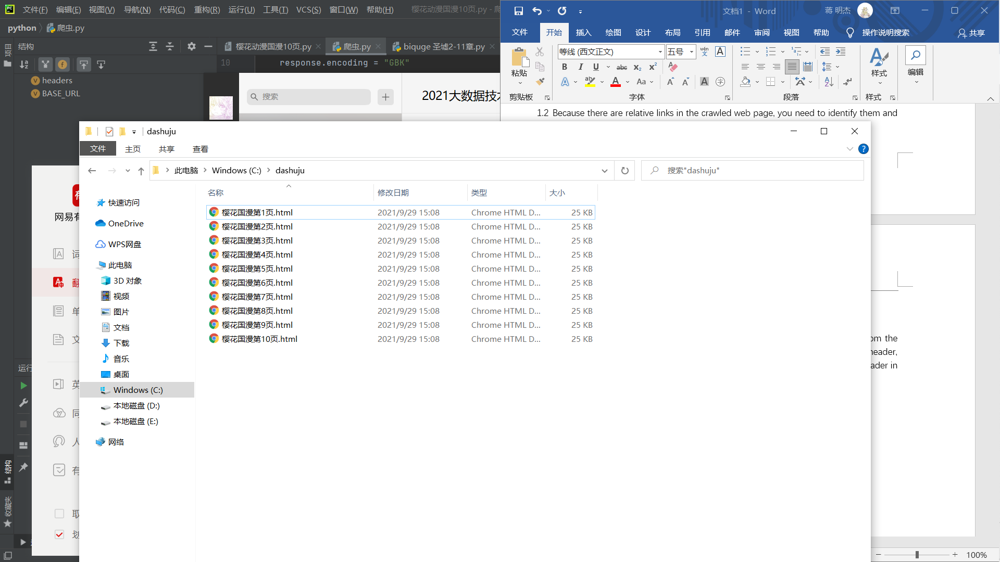 文件(F) 编辑(E) 视图(V) 导航(N) 代码(C) 重构(R) 运行(U) 工具(T) VCS(S) 窗口(W) 帮助(H) 樱花动漫国漫10页.py
python 爬虫.py
结构
樱花动漫国漫10页.py 爬虫.py biquge 圣墟2-11章.py
10 response.encoding = "GBK"
headers
BASE_URL
项目
搜索
2021大数据技
文档1 - Word 蒋 明杰
文件 开始 插入 绘图 设计 布局 引用 邮件 审阅 视图 帮助 操作说明搜索 共享
等线 (西文正文) 五号
粘贴 样式 编辑
剪贴板 字体 段落 样式
1.2 Because there are relative links in the crawled web page, you need to identify them and
dashuju
文件 主页 共享 查看
此电脑 Windows (C:) dashuju 搜索"dashuju"
名称 修改日期 类型 大小
樱花国漫第1页.html 2021/9/29 15:08 Chrome HTML D... 25 KB
樱花国漫第2页.html 2021/9/29 15:08 Chrome HTML D... 25 KB
樱花国漫第3页.html 2021/9/29 15:08 Chrome HTML D... 25 KB
樱花国漫第4页.html 2021/9/29 15:08 Chrome HTML D... 25 KB
樱花国漫第5页.html 2021/9/29 15:08 Chrome HTML D... 25 KB
樱花国漫第6页.html 2021/9/29 15:08 Chrome HTML D... 25 KB
樱花国漫第7页.html 2021/9/29 15:08 Chrome HTML D... 25 KB
樱花国漫第8页.html 2021/9/29 15:08 Chrome HTML D... 25 KB
樱花国漫第9页.html 2021/9/29 15:08 Chrome HTML D... 25 KB
樱花国漫第10页.html 2021/9/29 15:08 Chrome HTML D... 25 KB
快速访问
OneDrive
WPS网盘
此电脑
3D 对象
视频
图片
文档
下载
音乐
桌面
Windows (C:)
本地磁盘 (D:)
本地磁盘 (E:)
网络
网易有
词
翻
单
文
英
同
人
有
取
划
运行
结构
收藏夹
om the
header,
ader in
100%